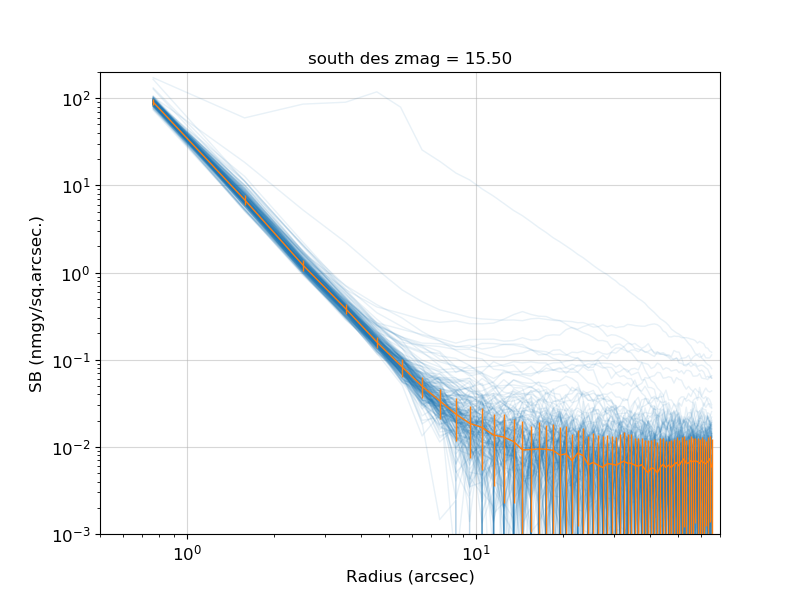 south des zmag = 15.50
10²
10¹
10⁰
10⁻¹
10⁻²
10⁻³
SB (nmgy/sq.arcsec.)
10⁰ 10¹
Radius (arcsec)